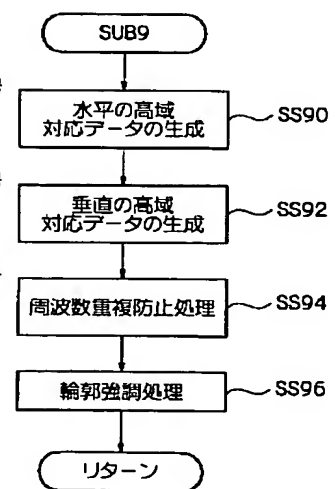 SUB9
水平の高域
対応データの生成
SS90
垂直の高域
対応データの生成
SS92
周波数重複防止処理
SS94
輪郭強調処理
SS96
リターン